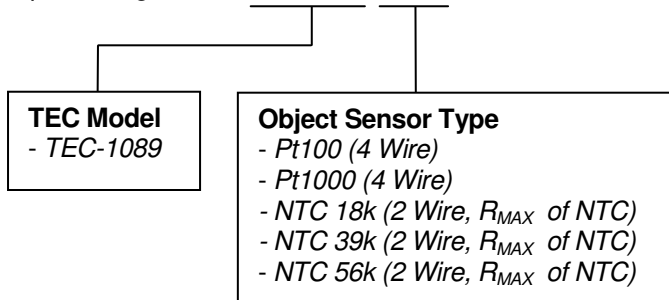 TEC Model
- TEC-1089
Object Sensor Type
- Pt100 (4 Wire)
- Pt1000 (4 Wire)
- NTC 18k (2 Wire, RMAX of NTC)
- NTC 39k (2 Wire, RMAX of NTC)
- NTC 56k (2 Wire, RMAX of NTC)